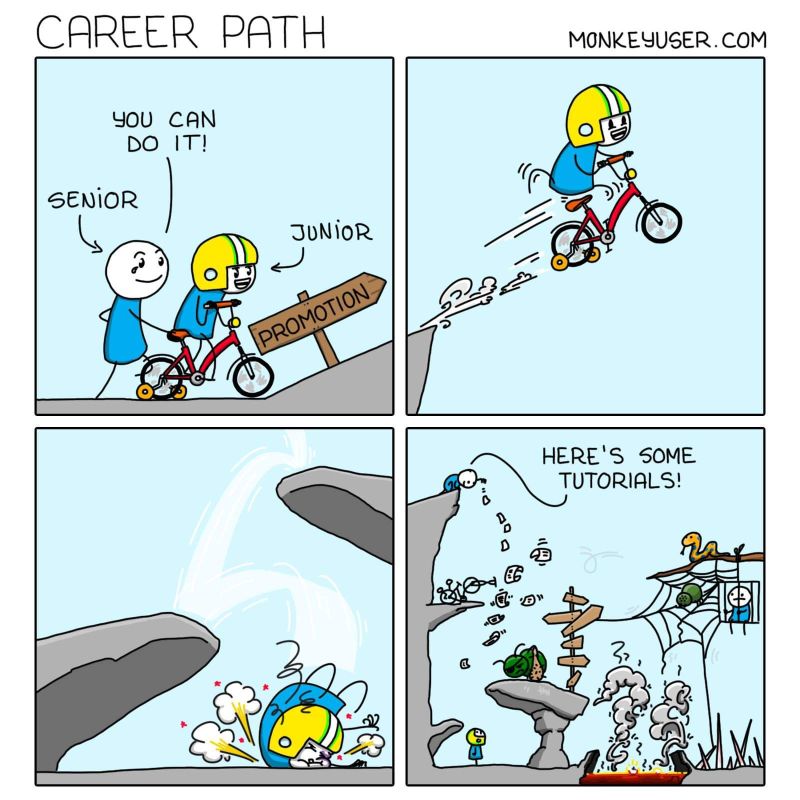 CAREER PATH
MONKEYUSER.COM
YOU CAN
DO IT!
SENIOR
JUNIOR
PROMOTION
HERE'S SOME
TUTORIALS!